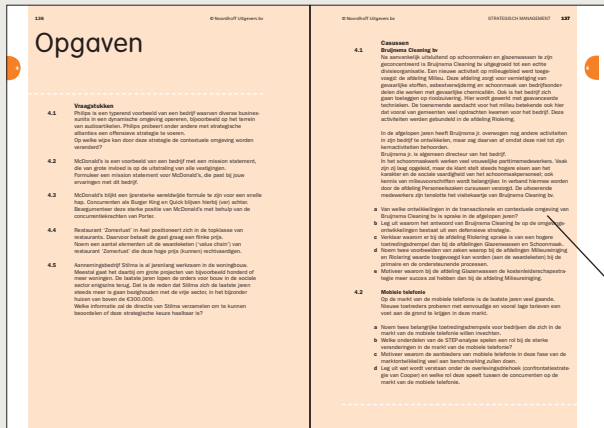 136
© Noordhoff Uitgevers bv
Opgaven
Vraagstukken
4.1 Philips is een typerend voorbeeld van een bedrijf waarvan diverse business-
units in een dynamische omgeving opereren, bijvoorbeeld op het terrein
van audioartikelen. Philips probeert onder andere met strategische
allianties een offensieve strategie te voeren.
Op welke wijze kan door deze strategie de contextuele omgeving worden
veranderd?
4.2 McDonald's is een voorbeeld van een bedrijf met een mission statement,
die van grote invloed is op de uitstraling van alle vestigingen.
Formuleer een mission statement voor McDonald's, die past bij jouw
ervaringen met dit bedrijf.
4.3 McDonald's blijkt een ijzersterke wereldwijde formule te zijn voor een snelle
hap. Concurrenten als Burger King en Quick blijven hierbij (ver) achter.
Beargumenteer deze sterke positie van McDonald's met behulp van de
concurrentiekrachten van Porter.
4.4 Restaurant 'Zomerlust' in Axel positioneert zich in de topklasse van
restaurants. Daarvoor betaalt de gast graag een flinke prijs.
Noem een aantal elementen uit de waardeketen ('value chain') van
restaurant 'Zomerlust' die deze hoge prijs (kunnen) rechtvaardigen.
4.5 Aannemingsbedrijf Stilma is al jarenlang werkzaam in de woningbouw.
Meestal gaat het daarbij om grote projecten van bijvoorbeeld honderd of
meer woningen. De laatste jaren lopen de orders voor bouw in de sociale
sector enigszins terug. Dat is de reden dat Stilma zich de laatste jaren
steeds meer is gaan bezighouden met de vrije sector, in het bijzonder
huizen van boven de €300.000.
Welke informatie zal de directie van Stilma verzamelen om te kunnen
beoordelen of deze strategische keuze haalbaar is?
© Noordhoff Uitgevers bv
STRATEGISCH MANAGEMENT 137
Casussen
4.1 Bruijnsma Cleaning bv
Na aanvankelijk uitsluitend op schoonmaken en glazenwassen te zijn
geconcentreerd is Bruijnsma Cleaning bv uitgegroeid tot een echte
divisieorganisatie. Een nieuwe activiteit op milieugebied werd toege-
voegd: de afdeling Milieu. Deze afdeling zorgt voor vernietiging van
gevaarlijke stoffen, asbestverwijdering en schoonmaak van bedrijfsonder-
delen die werken met gevaarlijke chemicaliën. Ook is het bedrijf zich
gaan toeleggen op rioolzuivering. Hier wordt gewerkt met geavanceerde
technieken. De toenemende aandacht voor het milieu betekende ook hier
dat vooral van gemeenten veel opdrachten kwamen voor het bedrijf. Deze
activiteiten werden gebundeld in de afdeling Riolering.
In de afgelopen jaren heeft Bruijnsma jr. overwogen nog andere activiteiten
in zijn bedrijf te ontwikkelen, maar zag daarvan af omdat deze niet tot zijn
kernactiviteiten behoorden.
Bruijnsma jr. is algemeen directeur van het bedrijf.
In het schoonmaakwerk werken veel vrouwelijke parttimemedewerkers. Vaak
zijn zij laag opgeleid, maar de klant stelt steeds hogere eisen aan het
karakter en de sociale vaardigheid van het schoonmaakpersoneel; ook
kennis van milieuvoorschriften wordt belangrijker. In verband hiermee worden
door de afdeling Personeelszaken cursussen verzorgd. De uitvoerende
medewerkers zijn tenslotte het visitekaartje van Bruijnsma Cleaning bv.
a Van welke ontwikkelingen in de transactionele en contextuele omgeving van
Bruijnsma Cleaning bv is sprake in de afgelopen jaren?
b Leg uit waarom het antwoord van Bruijnsma Cleaning bv op de omgevings-
ontwikkelingen bestaat uit een defensieve strategie.
c Verklaar waarom er bij de afdeling Riolering sprake is van een hogere
toetredingsdrempel dan bij de afdelingen Glazenwassen en Schoonmaak.
d Noem twee voorbeelden van zaken waarop bij de afdelingen Milieureiniging
en Riolering waarde toegevoegd kan worden (aan de waardeketen) bij de
primaire en de ondersteunende processen.
e Motiveer waarom bij de afdeling Glazenwassen de kostenleiderschapsstra-
tegie meer succes zal hebben dan bij de afdeling Milieureiniging.
4.2 Mobiele telefonie
Op de markt van de mobiele telefonie is de laatste jaren veel gaande.
Nieuwe toetreders proberen met eenvoudige en vooral lage tarieven een
voet aan de grond te krijgen in deze markt.
a Noem twee belangrijke toetredingsdrempels voor bedrijven die zich in de
markt van de mobiele telefonie willen invechten.
b Welke onderdelen van de STEP-analyse spelen een rol bij de sterke
veranderingen in de markt van de mobiele telefonie?
c Motiveer waarom de aanbieders van mobiele telefonie in deze fase van de
marktontwikkeling veel aan benchmarking zullen doen.
d Leg uit wat wordt verstaan onder de overlevingsdriehoek (confrontatiestrate-
gie van Cooper) en welke rol deze speelt tussen de concurrenten op de
markt van de mobiele telefonie.